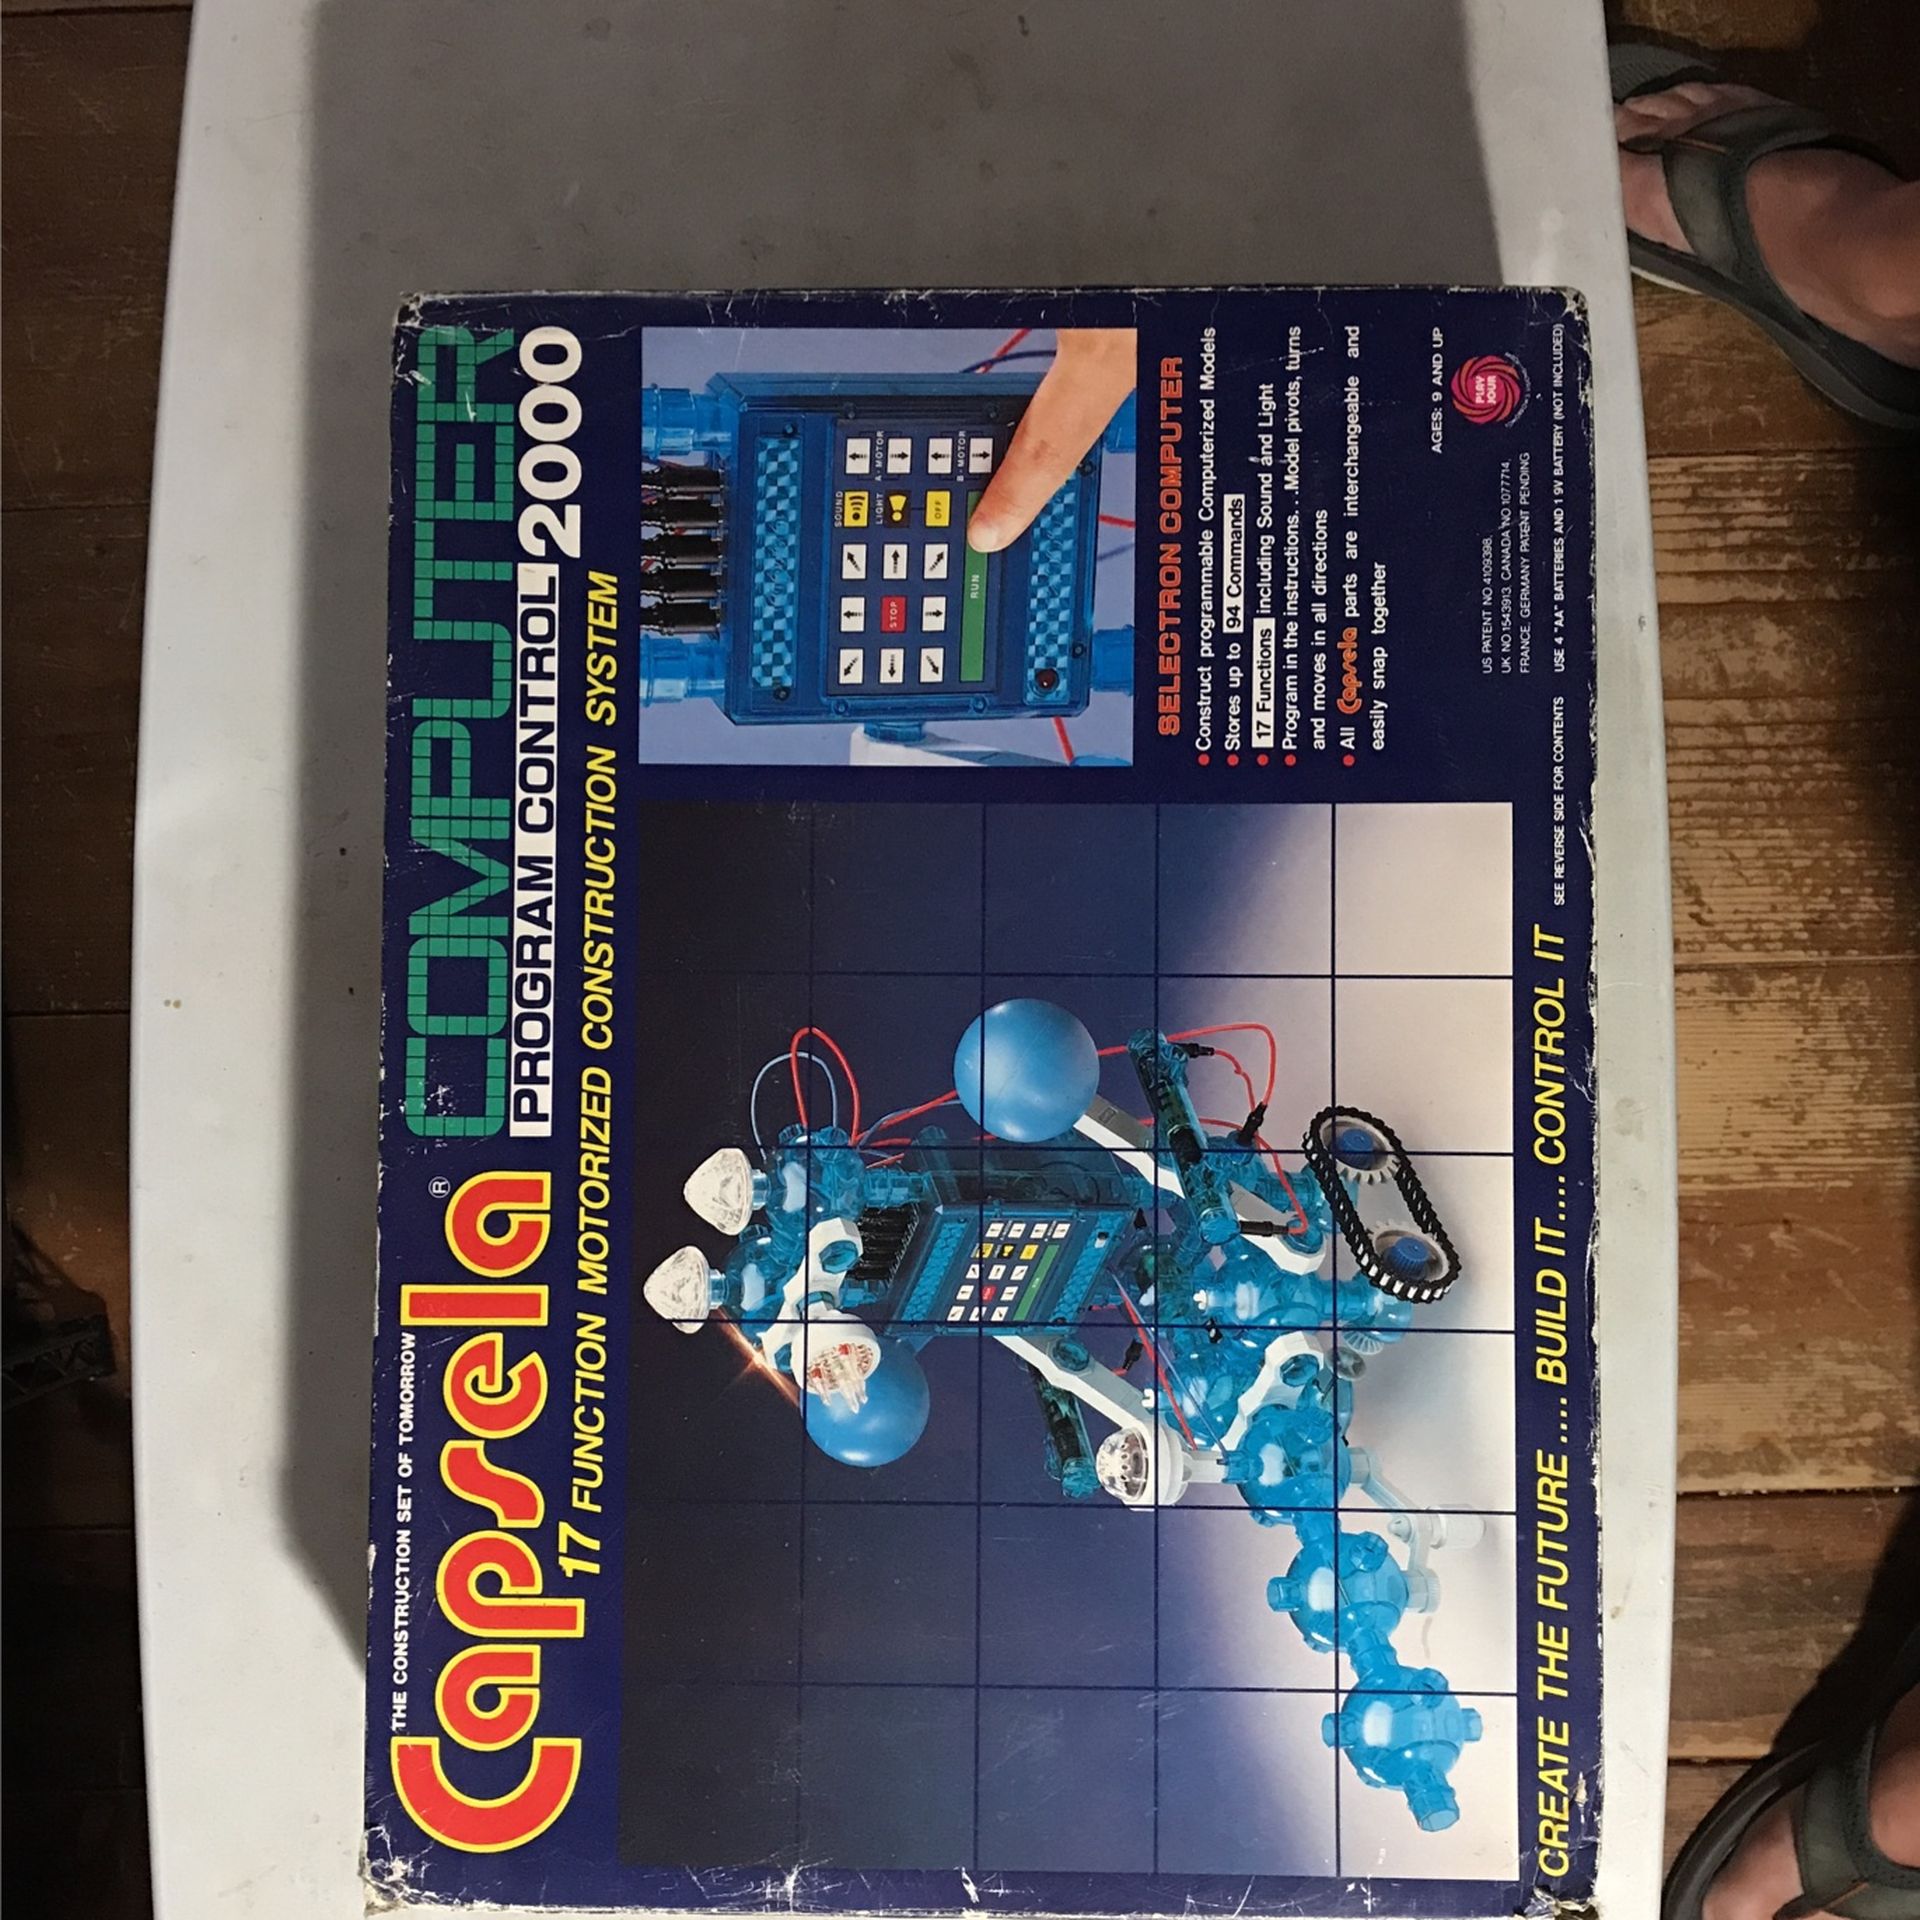 THE CONSTRUCTION SET OF TOMORROW
Capsela® COMPUTER
PROGRAM CONTROL 2000
17 FUNCTION MOTORIZED CONSTRUCTION SYSTEM
SOUND
LIGHT
A - MOTOR
B - MOTOR
OFF
STOP
RUN
SELECTRON COMPUTER
• Construct programmable Computerized Models
• Stores up to 94 Commands
• 17 Functions including Sound and Light
• Program in the instructions. . .Model pivots, turns
and moves in all directions
• All Capsela parts are interchangeable and
easily snap together
AGES: 9 AND UP
PLAY
JOUR
US PATENT NO 4109398,
UK NO 1543913, CANADA NO 1077714,
FRANCE, GERMANY PATENT PENDING
SEE REVERSE SIDE FOR CONTENTS USE 4 "AA" BATTERIES AND 1 9V BATTERY (NOT INCLUDED)
CREATE THE FUTURE .... BUILD IT.... CONTROL IT